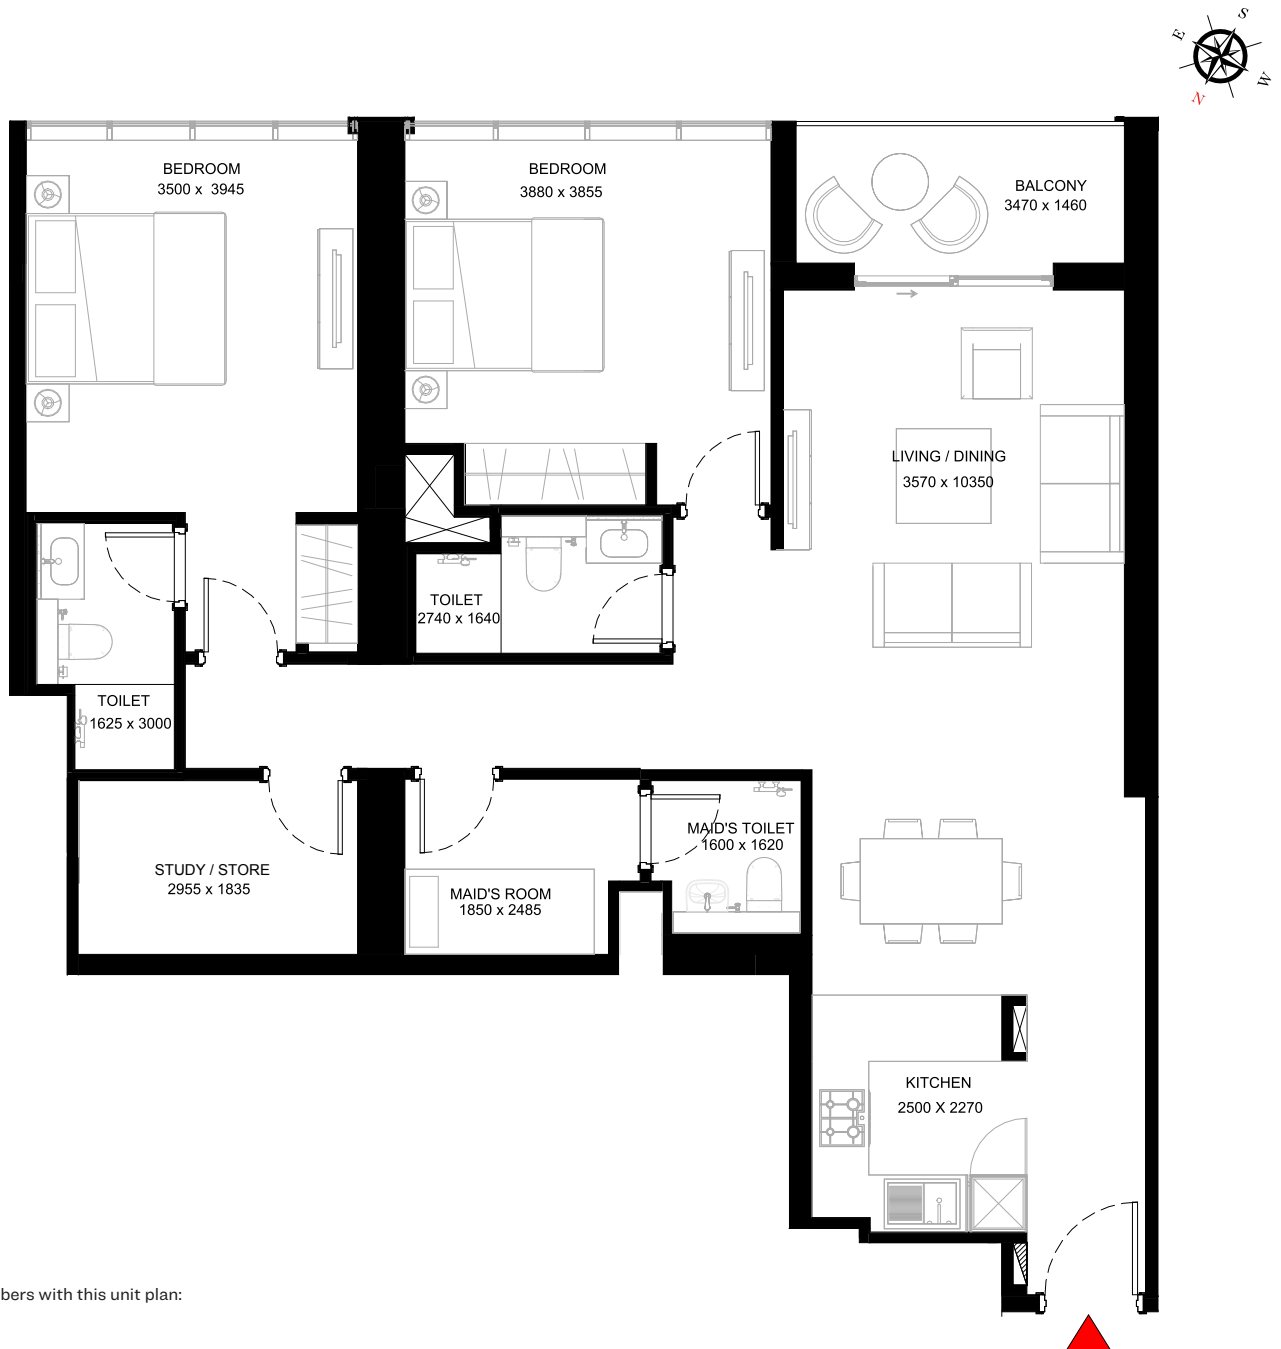 S
E
W
N
BEDROOM
3500 x 3945
BEDROOM
3880 x 3855
BALCONY
3470 x 1460
LIVING / DINING
3570 x 10350
TOILET
2740 x 1640
TOILET
1625 x 3000
STUDY / STORE
2955 x 1835
MAID'S ROOM
1850 x 2485
MAID'S TOILET
1600 x 1620
KITCHEN
2500 X 2270
bers with this unit plan: